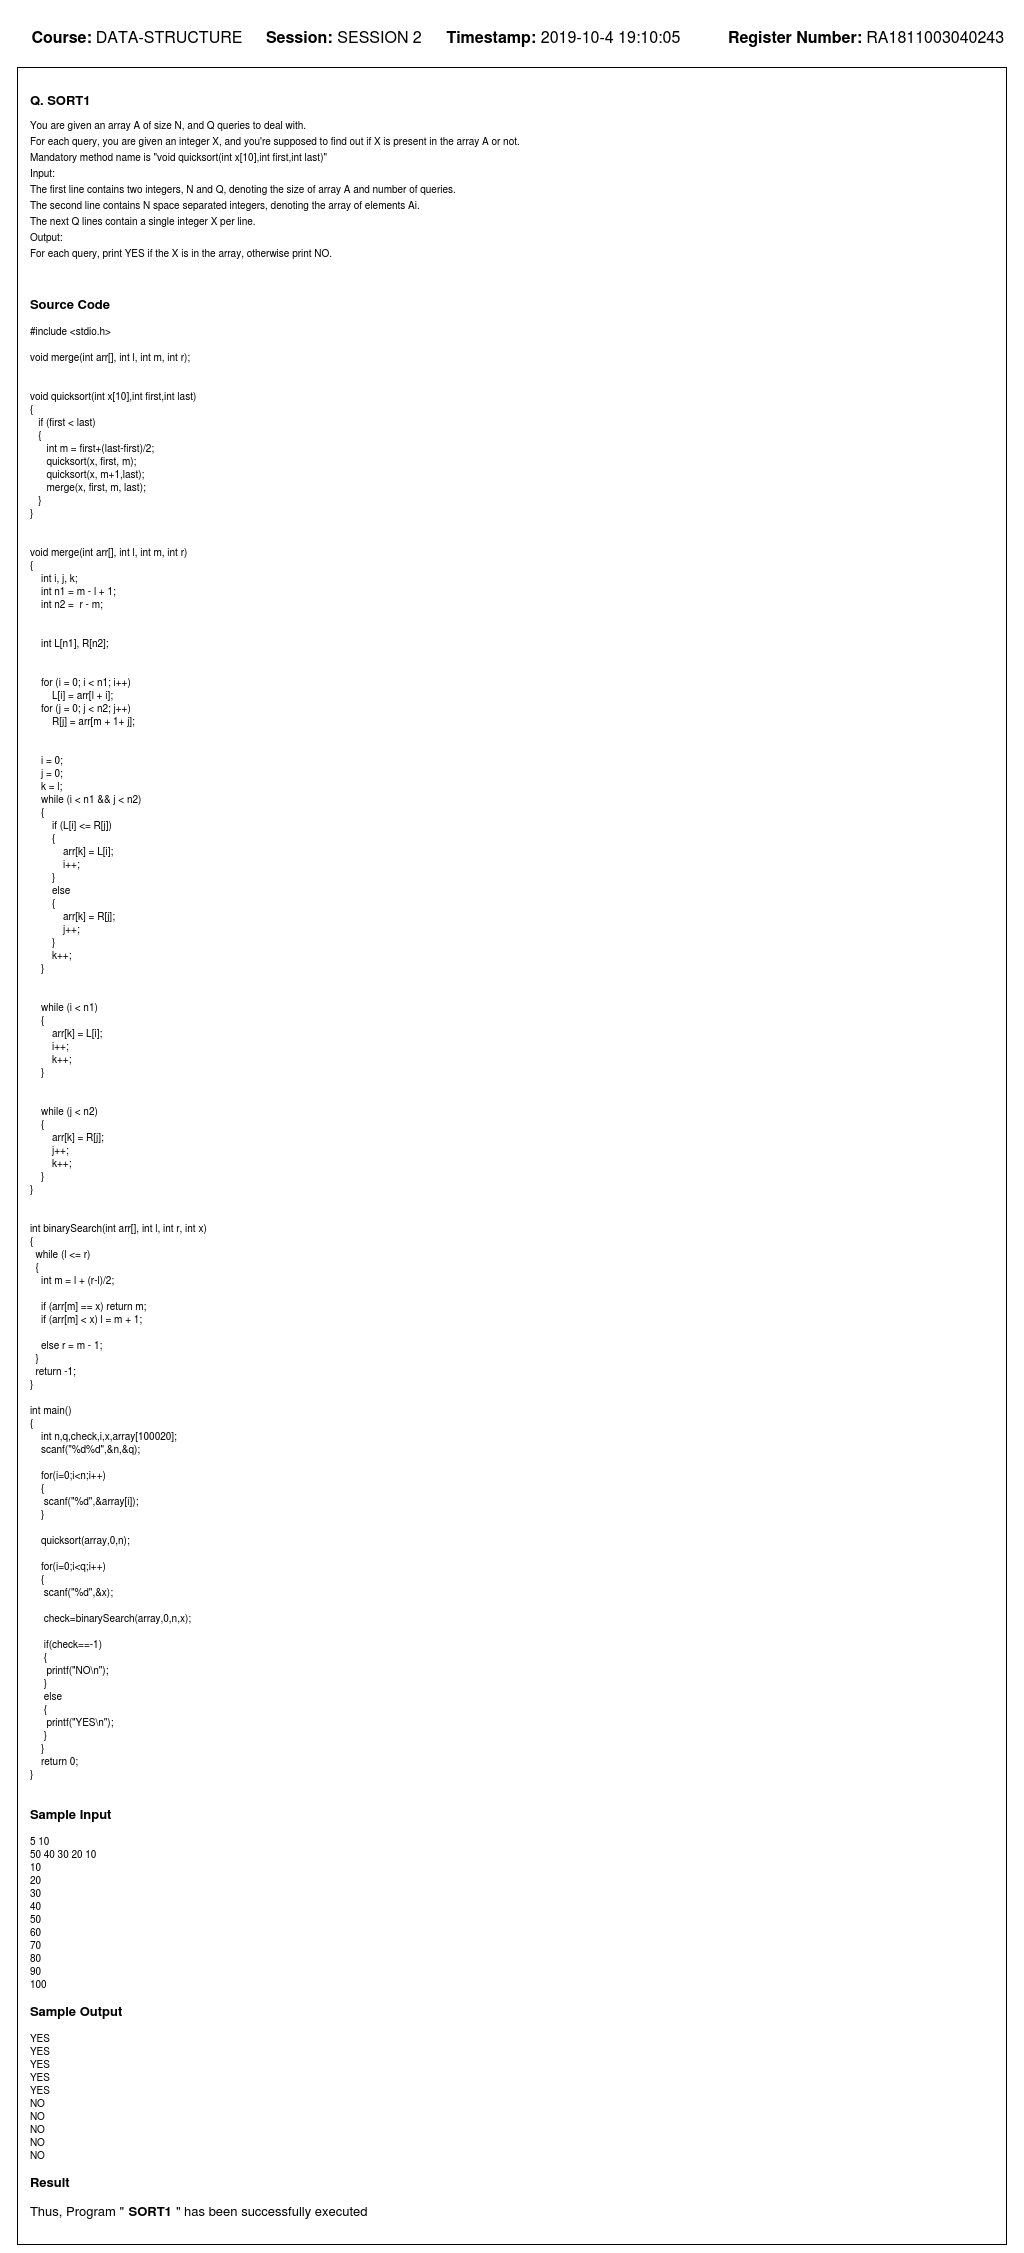 Course: DATA-STRUCTURE Session: SESSION 2 Timestamp: 2019-10-4 19:10:05 Register Number: RA1811003040243
Q. SORT1
You are given an array A of size N, and Q queries to deal with.
For each query, you are given an integer X, and you're supposed to find out if X is present in the array A or not.
Mandatory method name is "void quicksort(int x[10],int first,int last)"
Input:
The first line contains two integers, N and Q, denoting the size of array A and number of queries.
The second line contains N space separated integers, denoting the array of elements Ai.
The next Q lines contain a single integer X per line.
Output:
For each query, print YES if the X is in the array, otherwise print NO.
Source Code
#include <stdio.h>
void merge(int arr[], int l, int m, int r);
void quicksort(int x[10],int first,int last)
{
if (first < last)
{
int m = first+(last-first)/2;
quicksort(x, first, m);
quicksort(x, m+1,last);
merge(x, first, m, last);
}
}
void merge(int arr[], int l, int m, int r)
{
int i, j, k;
int n1 = m - l + 1;
int n2 =  r - m;
int L[n1], R[n2];
for (i = 0; i < n1; i++)
L[i] = arr[l + i];
for (j = 0; j < n2; j++)
R[j] = arr[m + 1+ j];
i = 0;
j = 0;
k = l;
while (i < n1 && j < n2)
{
if (L[i] <= R[j])
{
arr[k] = L[i];
i++;
}
else
{
arr[k] = R[j];
j++;
}
k++;
}
while (i < n1)
{
arr[k] = L[i];
i++;
k++;
}
while (j < n2)
{
arr[k] = R[j];
j++;
k++;
}
}
int binarySearch(int arr[], int l, int r, int x)
{
while (l <= r)
{
int m = l + (r-l)/2;
if (arr[m] == x) return m;
if (arr[m] < x) l = m + 1;
else r = m - 1;
}
return -1;
}
int main()
{
int n,q,check,i,x,array[100020];
scanf("%d%d",&n,&q);
for(i=0;i<n;i++)
{
scanf("%d",&array[i]);
}
quicksort(array,0,n);
for(i=0;i<q;i++)
{
scanf("%d",&x);
check=binarySearch(array,0,n,x);
if(check==-1)
{
printf("NO\n");
}
else
{
printf("YES\n");
}
}
return 0;
}
Sample Input
5 10
50 40 30 20 10
10
20
30
40
50
60
70
80
90
100
Sample Output
YES
YES
YES
YES
YES
NO
NO
NO
NO
NO
Result
Thus, Program " SORT1 " has been successfully executed